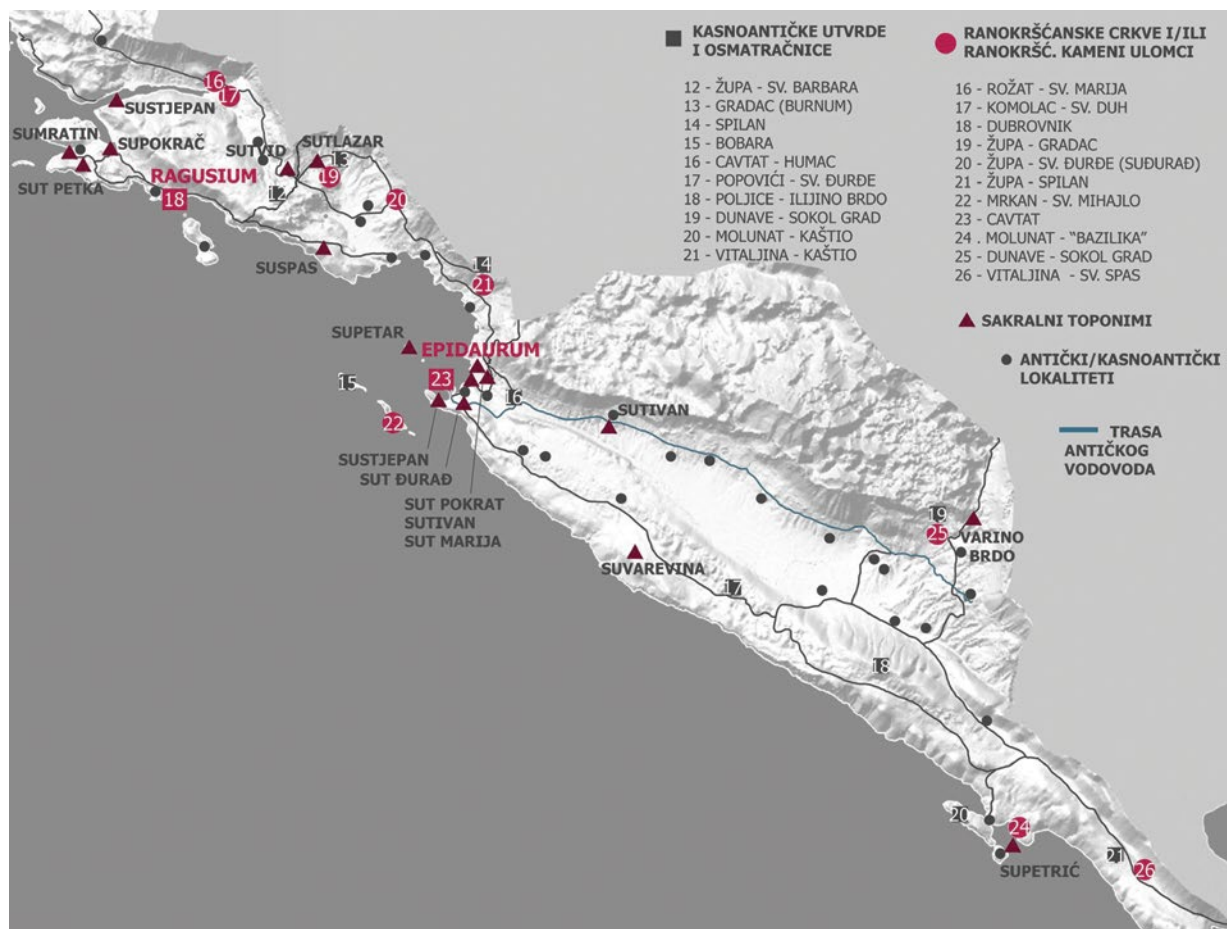 KASNOANTIČKE UTVRDE
I OSMATRAČNICE
12 - ŽUPA - SV. BARBARA
13 - GRADAC (BURNUM)
14 - SPILAN
15 - BOBARA
16 - CAVTAT - HUMAC
17 - POPOVIĆI - SV. ĐURĐE
18 - POLJICE - ILIJINO BRDO
19 - DUNAVE - SOKOL GRAD
20 - MOLUNAT - KAŠTIO
21 - VITALJINA - KAŠTIO
RANOKRŠĆANSKE CRKVE I/ILI
RANOKRŠĆ. KAMENI ULOMCI
16 - ROŽAT - SV. MARIJA
17 - KOMOLAC - SV. DUH
18 - DUBROVNIK
19 - ŽUPA - GRADAC
20 - ŽUPA - SV. ĐURĐE (SUĐURAĐ)
21 - ŽUPA - SPILAN
22 - MRKAN - SV. MIHAJLO
23 - CAVTAT
24 . MOLUNAT - "BAZILIKA"
25 - DUNAVE - SOKOL GRAD
26 - VITALJINA - SV. SPAS
SAKRALNI TOPONIMI
ANTIČKI/KASNOANTIČKI
LOKALITETI
TRASA
ANTIČKOG
VODOVODA
16
17
SUSTJEPAN
SUMRATIN
SUPOKRAČ
SUTVID
SUTLAZAR
13
SUT PETKA
RAGUSIUM
18
12
19
20
SUSPAS
14
21
SUPETAR
EPIDAURUM
15
23
16
22
SUTIVAN
SUSTJEPAN
SUT ĐURAĐ
SUT POKRAT
SUTIVAN
SUT MARIJA
19
25
VARINO
BRDO
SUVAREVINA
17
18
20
24
SUPETRIĆ
21
26